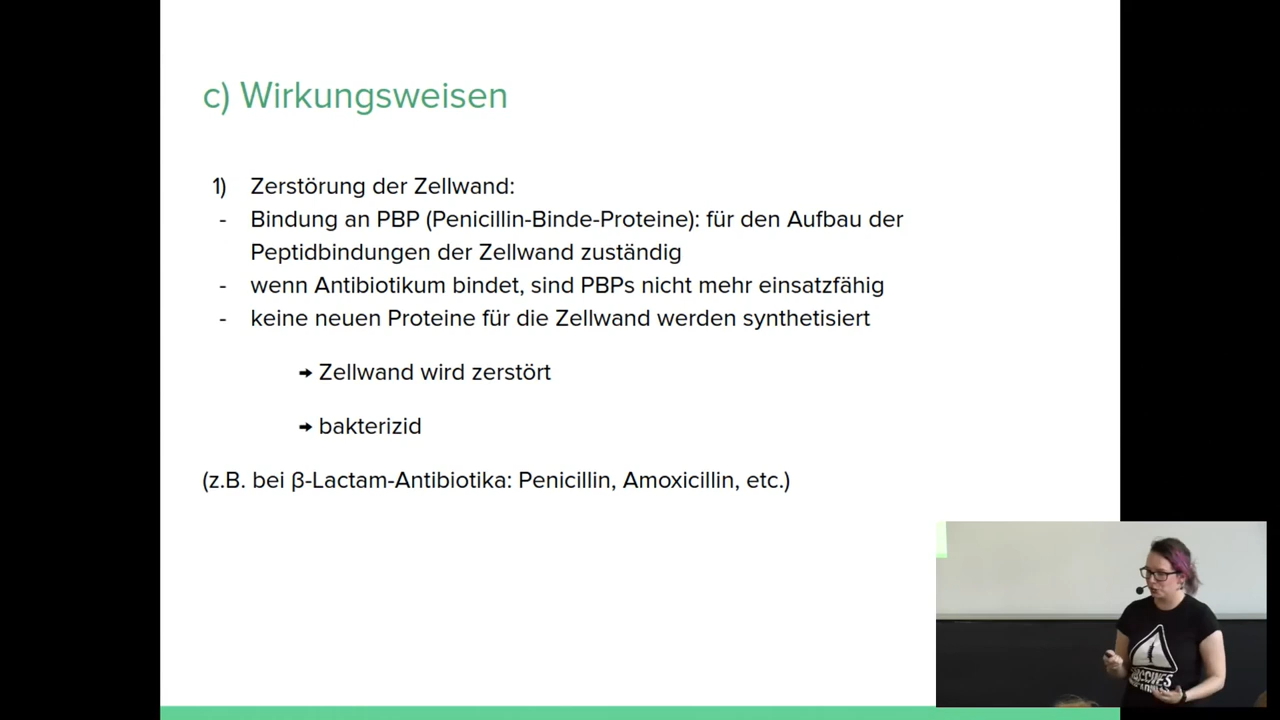 c) Wirkungsweisen
1) Zerstörung der Zellwand:
- Bindung an PBP (Penicillin-Binde-Proteine): für den Aufbau der
Peptidbindungen der Zellwand zuständig
- wenn Antibiotikum bindet, sind PBPs nicht mehr einsatzfähig
- keine neuen Proteine für die Zellwand werden synthetisiert
➞ Zellwand wird zerstört
➞ bakterizid
(z.B. bei β-Lactam-Antibiotika: Penicillin, Amoxicillin, etc.)